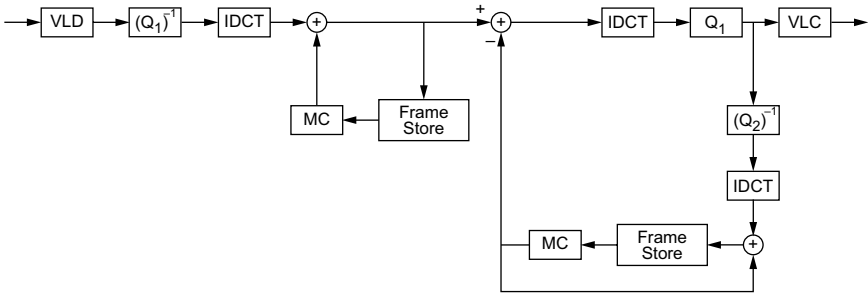 VLD
(Q₁)⁻¹
IDCT
+
+
+
−
IDCT
Q₁
VLC
MC
Frame
Store
(Q₂)⁻¹
IDCT
MC
Frame
Store
+